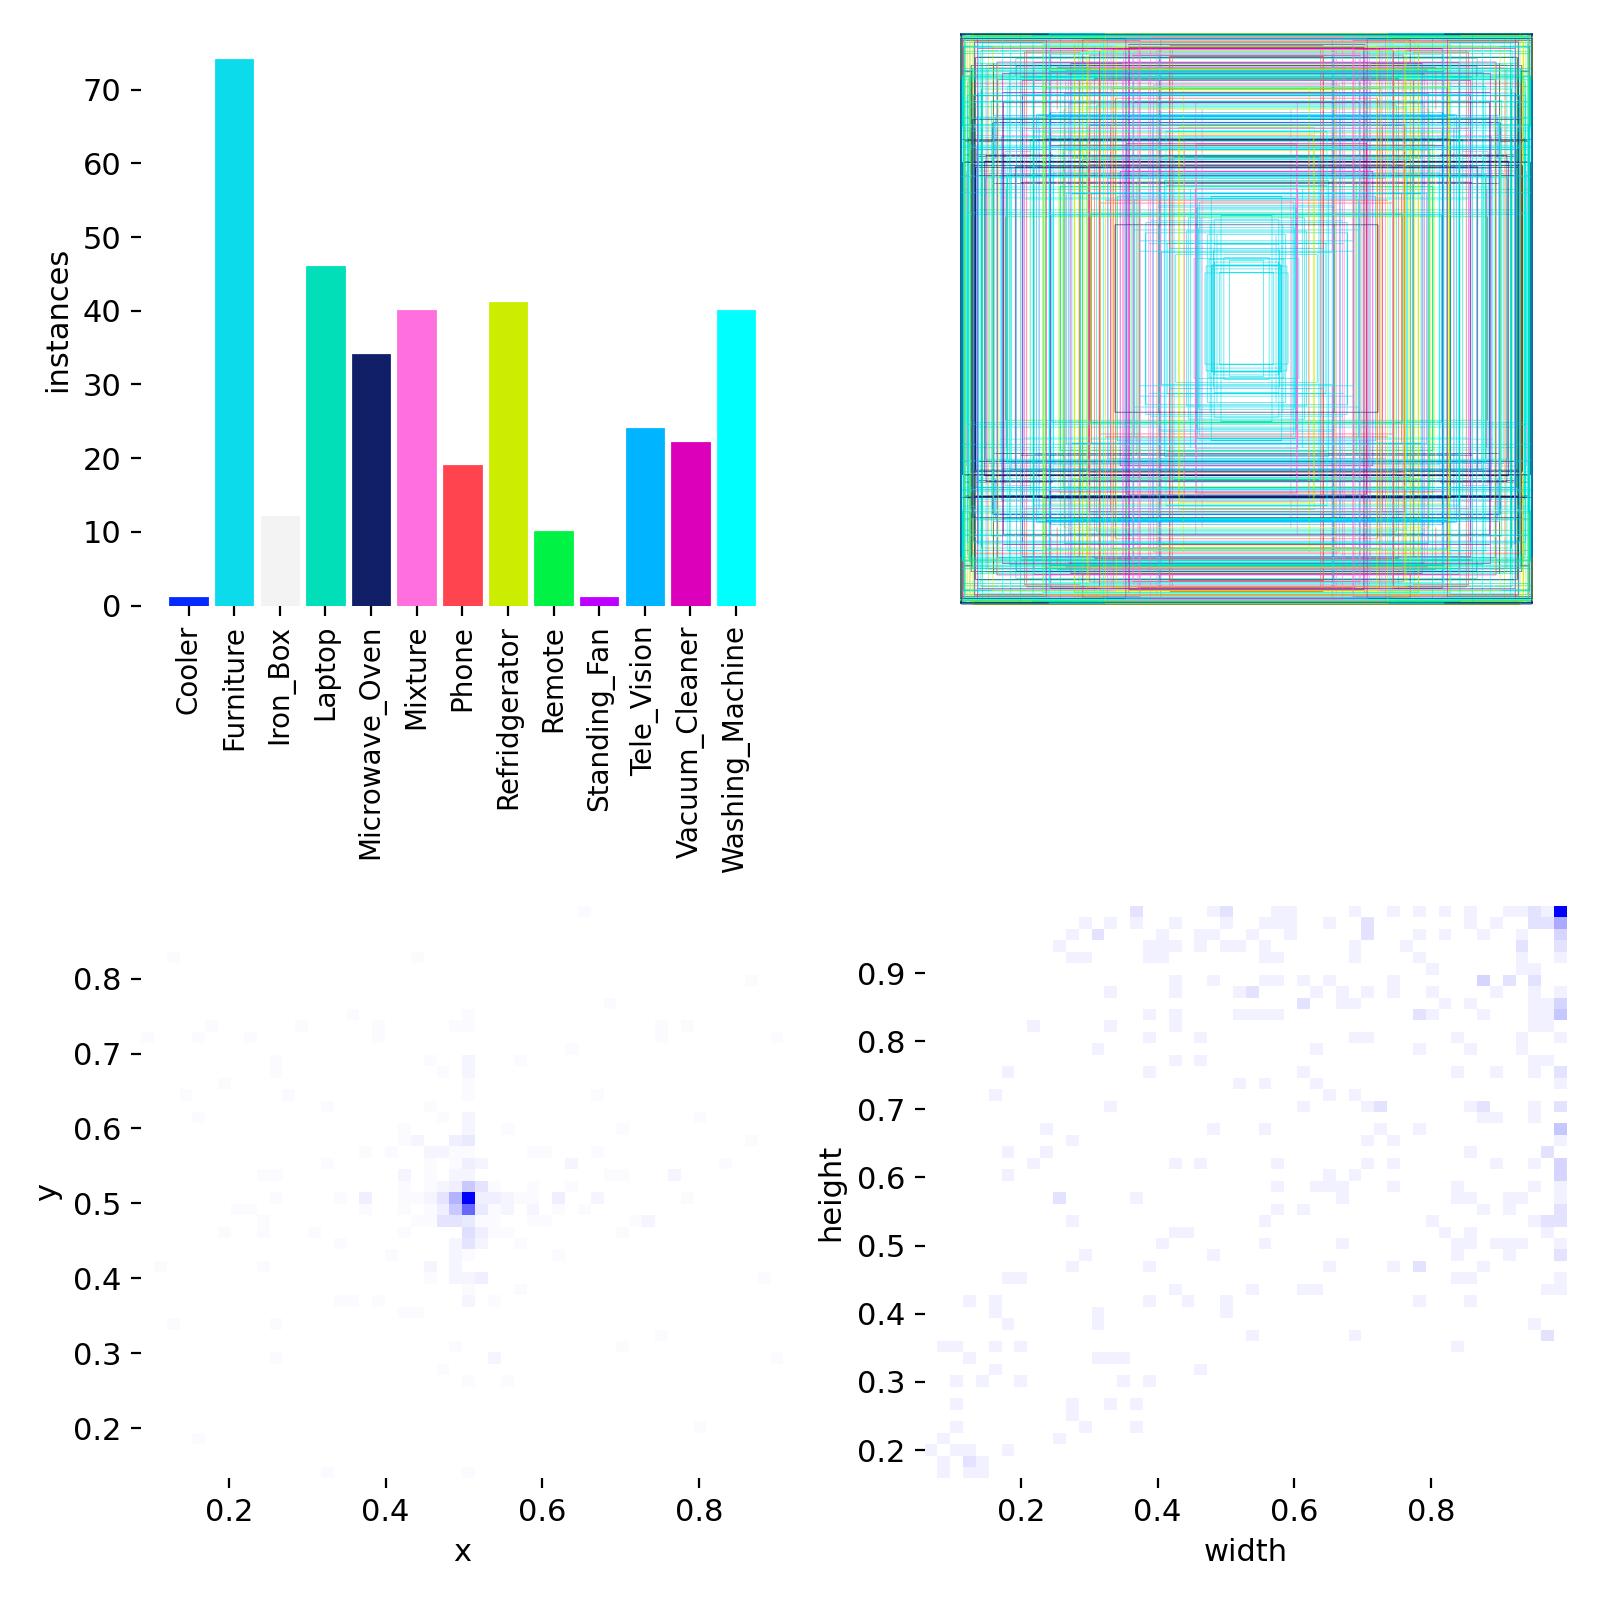 instances
70
60
50
40
30
20
10
0
Cooler
Furniture
Iron_Box
Laptop
Microwave_Oven
Mixture
Phone
Refridgerator
Remote
Standing_Fan
Tele_Vision
Vacuum_Cleaner
Washing_Machine
y
0.8
0.7
0.6
0.5
0.4
0.3
0.2
0.2 0.4 0.6 0.8
x
height
0.9
0.8
0.7
0.6
0.5
0.4
0.3
0.2
0.2 0.4 0.6 0.8
width